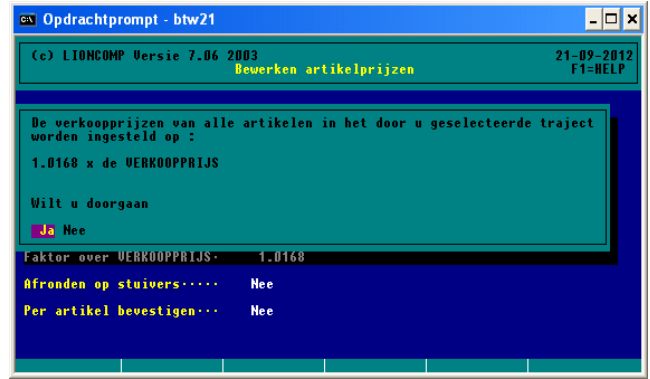 Opdrachtprompt - btw21
(c) LIONCOMP Versie 7.06 2003 21-09-2012
Bewerken artikelprijzen F1=HELP
De verkoopprijzen van alle artikelen in het door u geselecteerde traject
worden ingesteld op :
1.0168 x de VERKOOPPRIJS
Wilt u doorgaan
Ja Nee
Faktor over VERKOOPPRIJS· 1.0168
Afronden op stuivers····· Nee
Per artikel bevestigen··· Nee